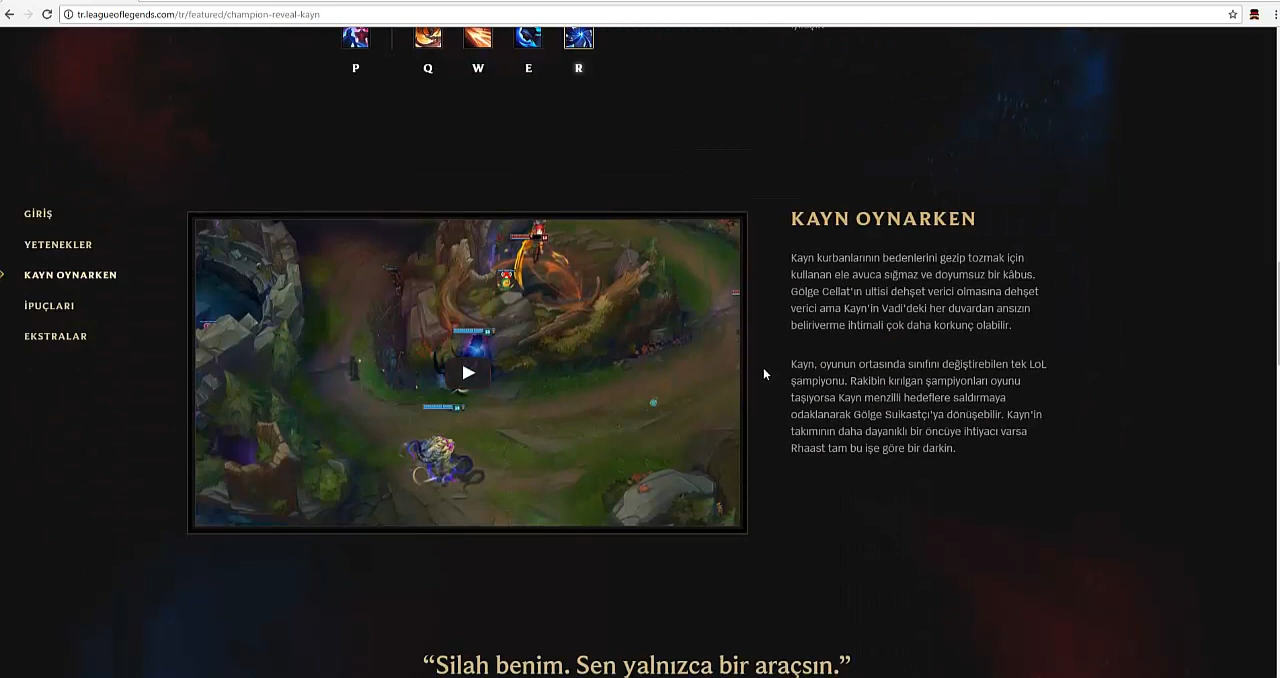 tr.leagueoflegends.com/tr/featured/champion-reveal-kayn
P Q W E R
GİRİŞ
YETENEKLER
KAYN OYNARKEN
İPUÇLARI
EKSTRALAR
KAYN OYNARKEN
Kayn kurbanlarının bedenlerini gezip tozmak için
kullanan ele avuca sığmaz ve doyumsuz bir kâbus.
Gölge Cellat'ın ultisi dehşet verici olmasına dehşet
verici ama Kayn'in Vadi'deki her duvardan ansızın
beliriverme ihtimali çok daha korkunç olabilir.
Kayn, oyunun ortasında sınıfını değiştirebilen tek LoL
şampiyonu. Rakibin kırılgan şampiyonları oyunu
taşıyorsa Kayn menzilli hedeflere saldırmaya
odaklanarak Gölge Suikastçı'ya dönüşebilir. Kayn'in
takımının daha dayanıklı bir öncüye ihtiyacı varsa
Rhaast tam bu işe göre bir darkin.
“Silah benim. Sen yalnızca bir araçsın.”